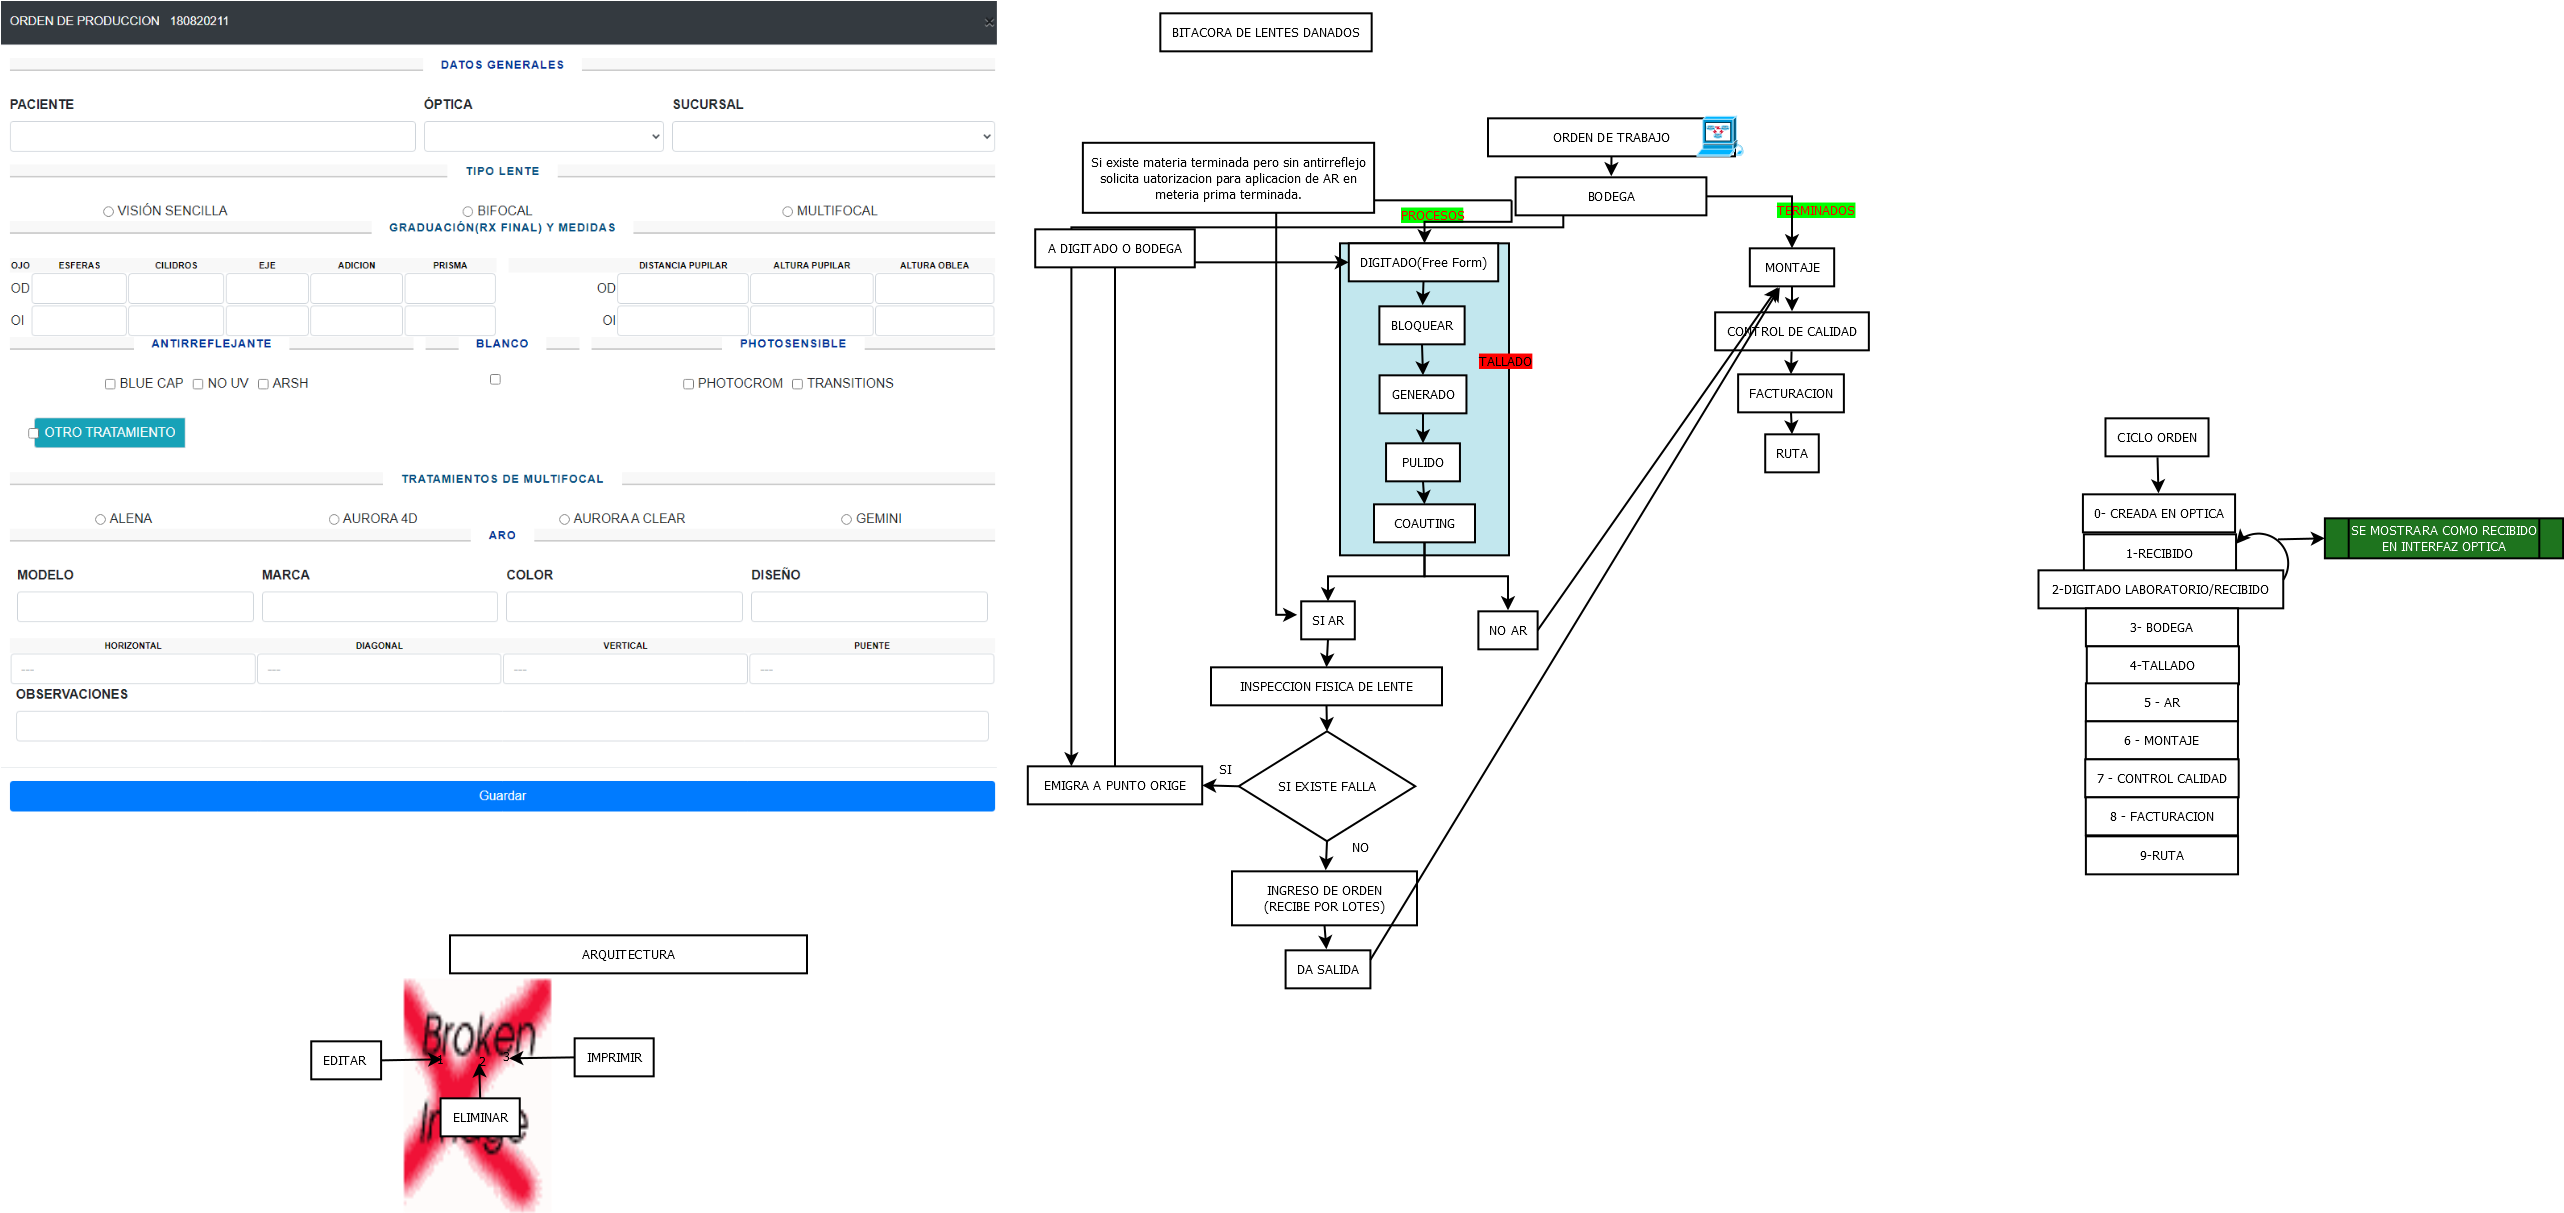 ORDEN DE PRODUCCION 180820211
DATOS GENERALES
PACIENTE
ÓPTICA
SUCURSAL
TIPO LENTE
VISIÓN SENCILLA
BIFOCAL
MULTIFOCAL
GRADUACIÓN(RX FINAL) Y MEDIDAS
OJO ESFERAS CILIDROS EJE ADICION PRISMA
DISTANCIA PUPILAR ALTURA PUPILAR ALTURA OBLEA
OD
OD
OI
OI
ANTIRREFLEJANTE
BLANCO
PHOTOSENSIBLE
BLUE CAP NO UV ARSH
PHOTOCROM TRANSITIONS
OTRO TRATAMIENTO
TRATAMIENTOS DE MULTIFOCAL
ALENA
AURORA 4D
AURORA A CLEAR
GEMINI
ARO
MODELO
MARCA
COLOR
DISEÑO
HORIZONTAL
DIAGONAL
VERTICAL
PUENTE
---
---
---
---
OBSERVACIONES
Guardar
ARQUITECTURA
Broken
Image
EDITAR
1
2
3
IMPRIMIR
ELIMINAR
BITACORA DE LENTES DANADOS
ORDEN DE TRABAJO
Si existe materia terminada pero sin antirreflejo
solicita uatorizacion para aplicacion de AR en
meteria prima terminada.
BODEGA
PROCESOS
TERMINADOS
A DIGITADO O BODEGA
DIGITADO(Free Form)
MONTAJE
BLOQUEAR
CONTROL DE CALIDAD
TALLADO
GENERADO
FACTURACION
PULIDO
RUTA
COAUTING
SI AR
NO AR
INSPECCION FISICA DE LENTE
SI EXISTE FALLA
SI
EMIGRA A PUNTO ORIGE
NO
INGRESO DE ORDEN
(RECIBE POR LOTES)
DA SALIDA
CICLO ORDEN
0- CREADA EN OPTICA
1-RECIBIDO
SE MOSTRARA COMO RECIBIDO
EN INTERFAZ OPTICA
2-DIGITADO LABORATORIO/RECIBIDO
3- BODEGA
4-TALLADO
5 - AR
6 - MONTAJE
7 - CONTROL CALIDAD
8 - FACTURACION
9-RUTA